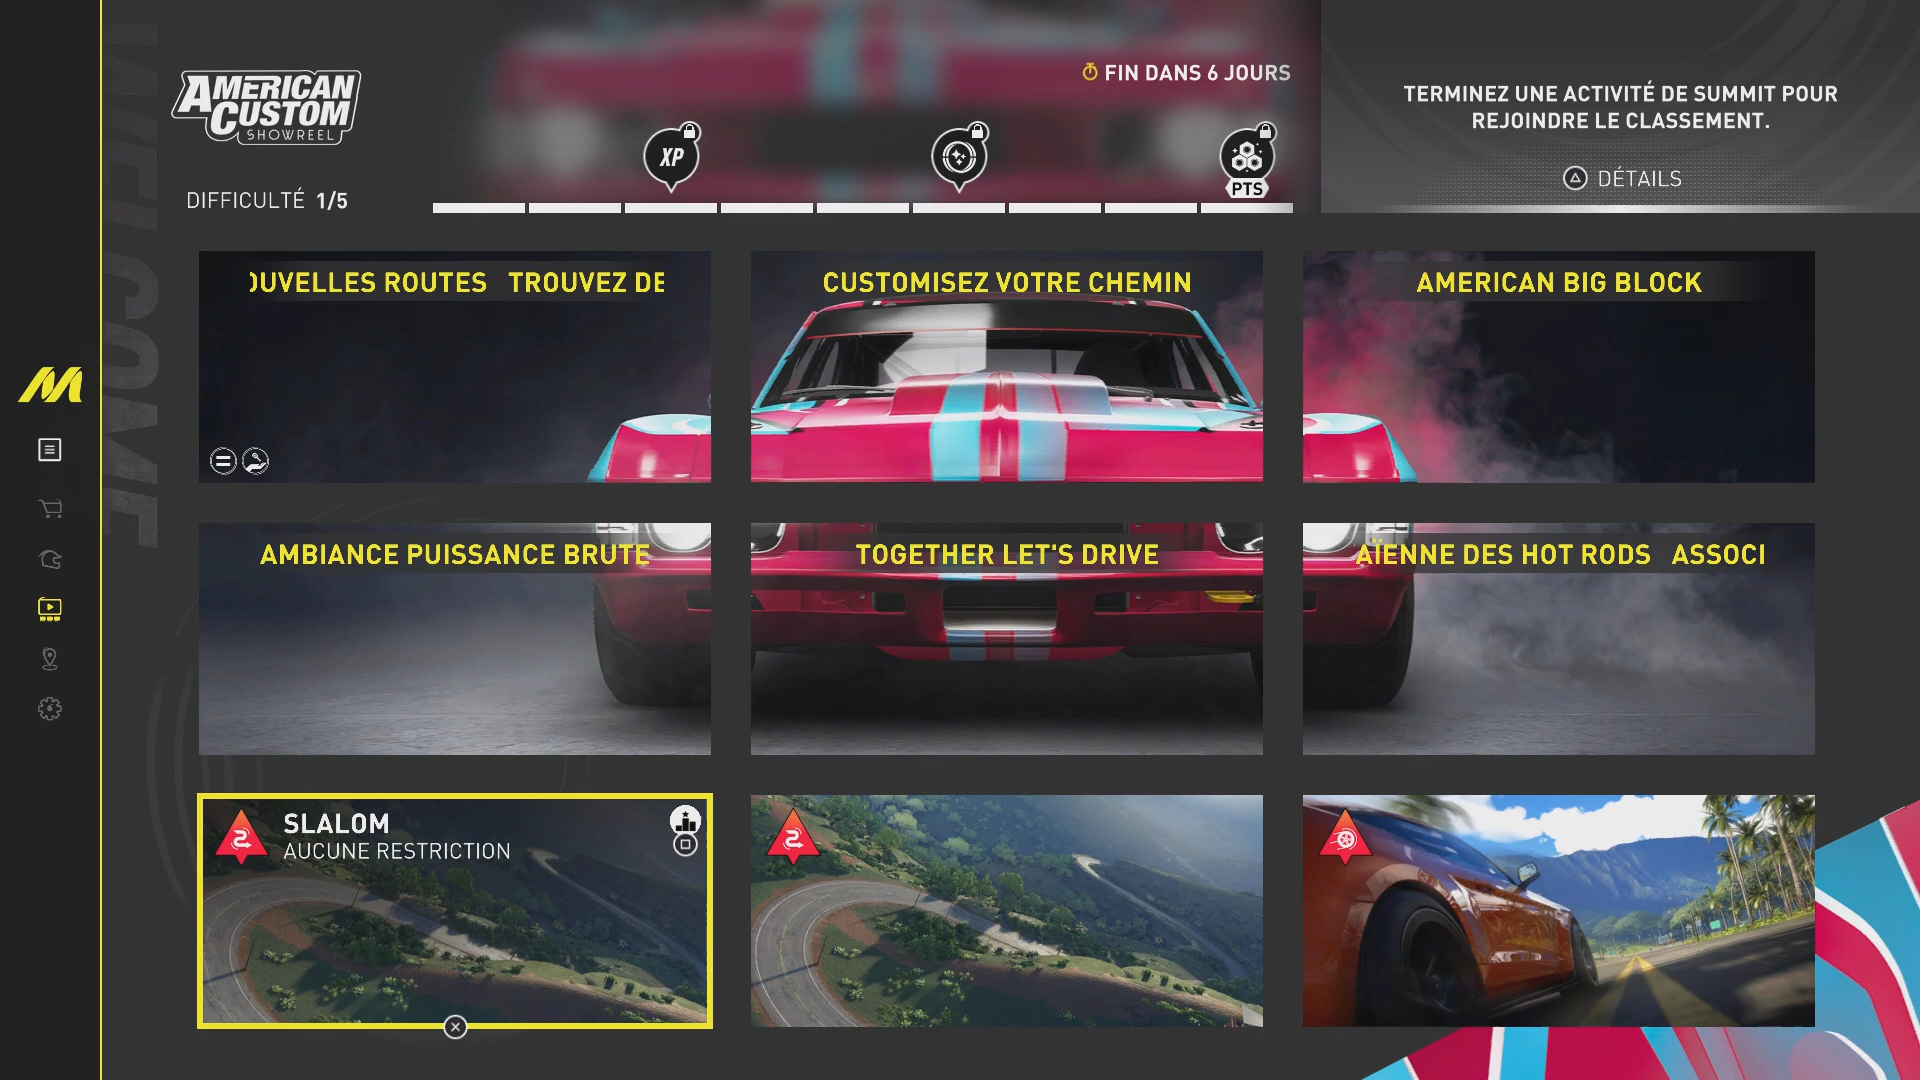 WELCOME
AMERICAN
CUSTOM
SHOWREEL
DIFFICULTÉ 1/5
FIN DANS 6 JOURS
XP
PTS
TERMINEZ UNE ACTIVITÉ DE SUMMIT POUR
REJOINDRE LE CLASSEMENT.
DÉTAILS
OUVELLES ROUTES TROUVEZ DE
CUSTOMISEZ VOTRE CHEMIN
AMERICAN BIG BLOCK
AMBIANCE PUISSANCE BRUTE
TOGETHER LET'S DRIVE
AÏENNE DES HOT RODS ASSOCI
SLALOM
AUCUNE RESTRICTION